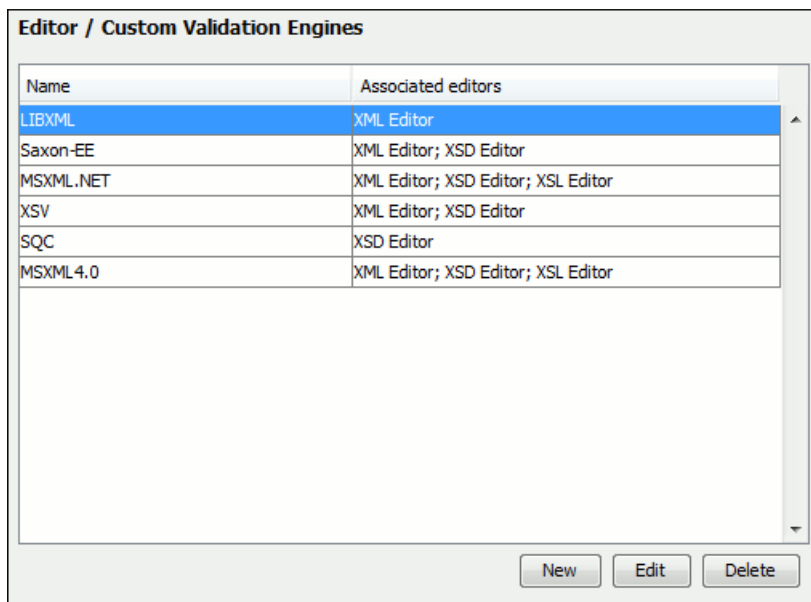 Editor / Custom Validation Engines
Name Associated editors
LIBXML XML Editor
Saxon-EE XML Editor; XSD Editor
MSXML.NET XML Editor; XSD Editor; XSL Editor
XSV XML Editor; XSD Editor
SQC XSD Editor
MSXML4.0 XML Editor; XSD Editor; XSL Editor
New Edit Delete